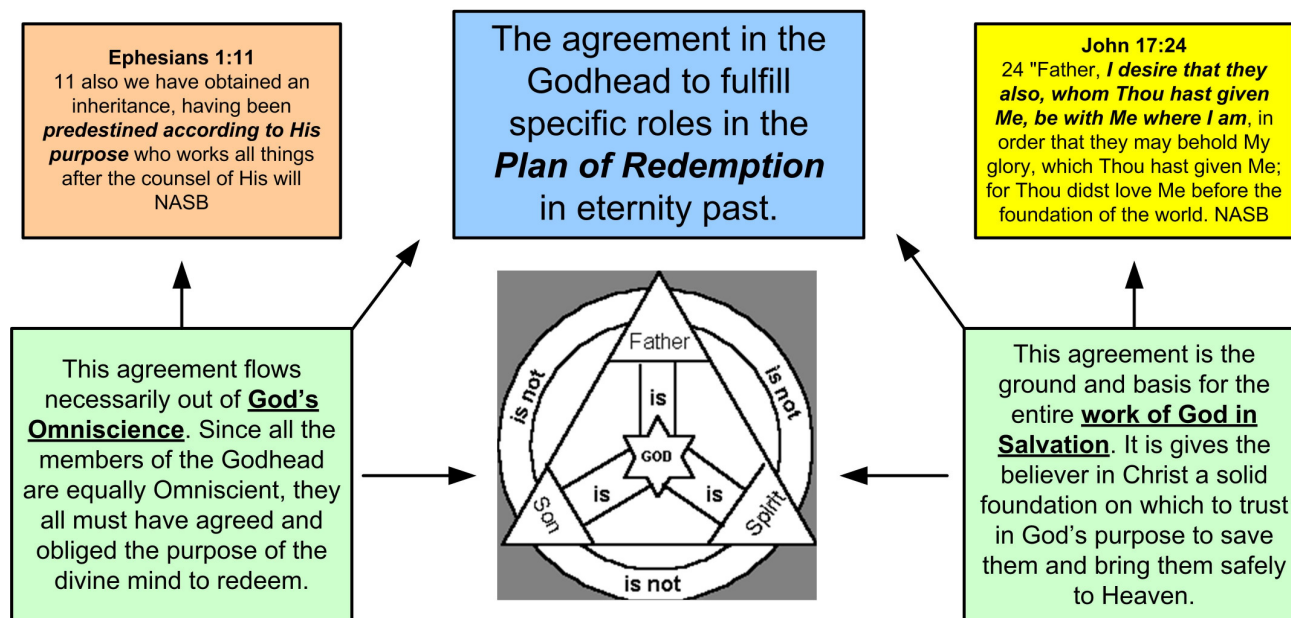 Ephesians 1:11
11 also we have obtained an
inheritance, having been
predestined according to His
purpose who works all things
after the counsel of His will
NASB
The agreement in the
Godhead to fulfill
specific roles in the
Plan of Redemption
in eternity past.
John 17:24
24 "Father, I desire that they
also, whom Thou hast given
Me, be with Me where I am, in
order that they may behold My
glory, which Thou hast given Me;
for Thou didst love Me before the
foundation of the world. NASB
This agreement flows
necessarily out of God's
Omniscience. Since all the
members of the Godhead
are equally Omniscient, they
all must have agreed and
obliged the purpose of the
divine mind to redeem.
Father
is not
is not
is
GOD
is
is
Son
Spirit
is not
This agreement is the
ground and basis for the
entire work of God in
Salvation. It is gives the
believer in Christ a solid
foundation on which to trust
in God's purpose to save
them and bring them safely
to Heaven.